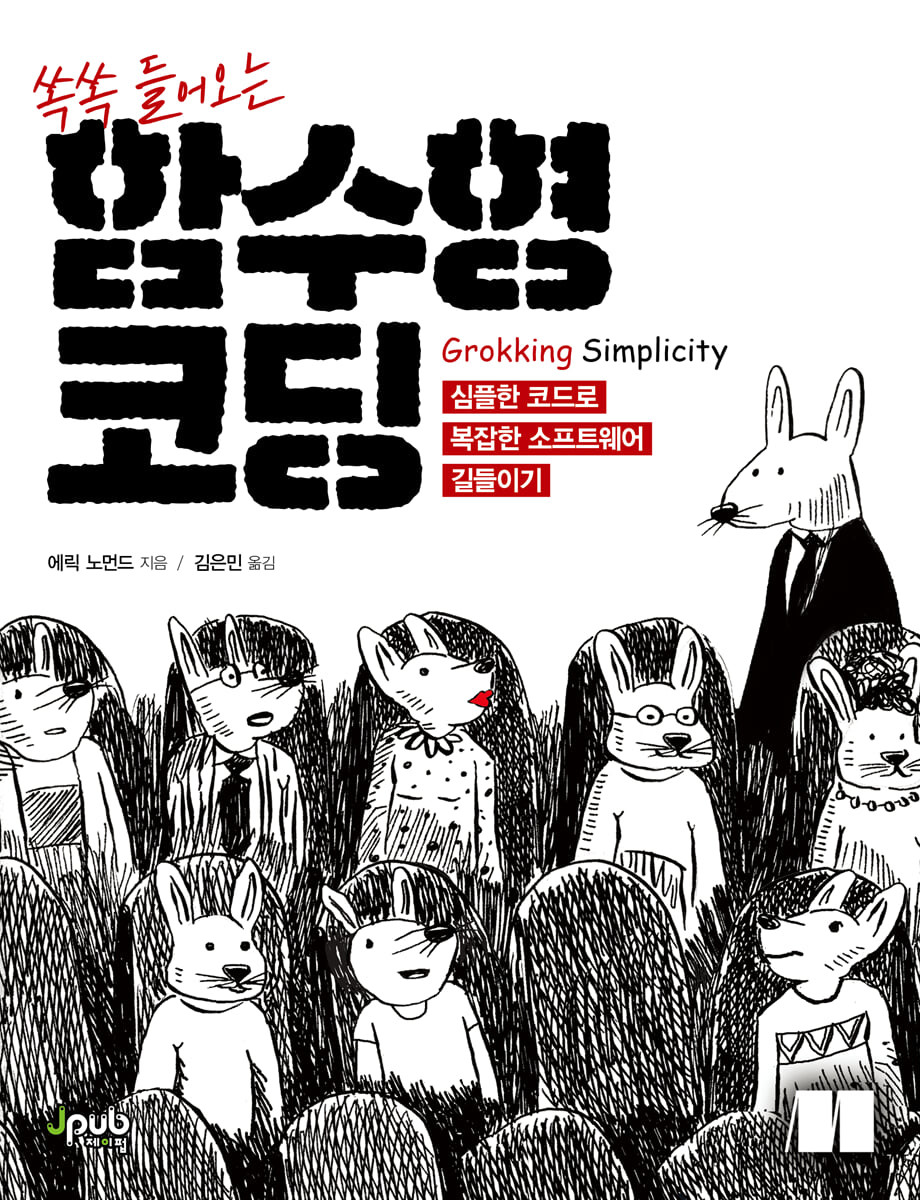 쏙쏙 들어오는
함수형
코딩
Grokking Simplicity
심플한 코드로
복잡한 소프트웨어
길들이기
에릭 노먼드 지음 / 김은민 옮김
Jpub
제이펍